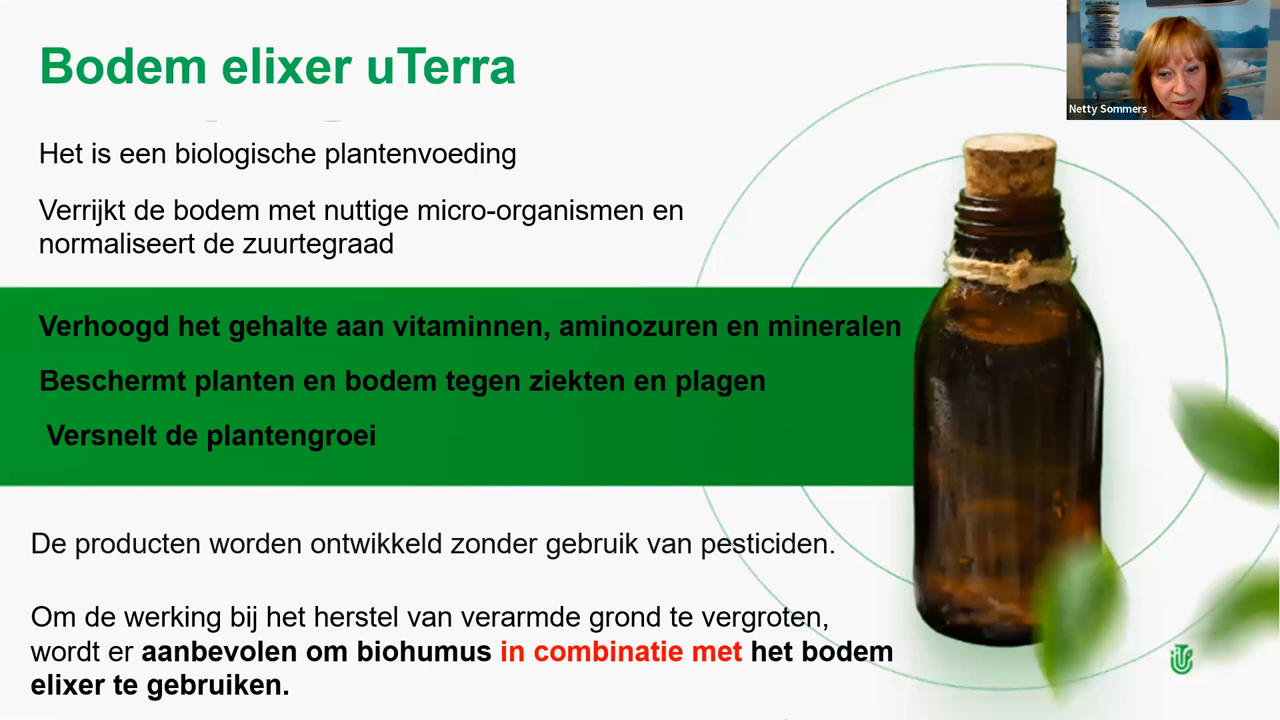 Bodem elixer uTerra
Netty Sommers
Het is een biologische plantenvoeding
Verrijkt de bodem met nuttige micro-organismen en
normaliseert de zuurtegraad
Verhoogd het gehalte aan vitaminnen, aminozuren en mineralen
Beschermt planten en bodem tegen ziekten en plagen
Versnelt de plantengroei
De producten worden ontwikkeld zonder gebruik van pesticiden.
Om de werking bij het herstel van verarmde grond te vergroten,
wordt er aanbevolen om biohumus in combinatie met het bodem
elixer te gebruiken.